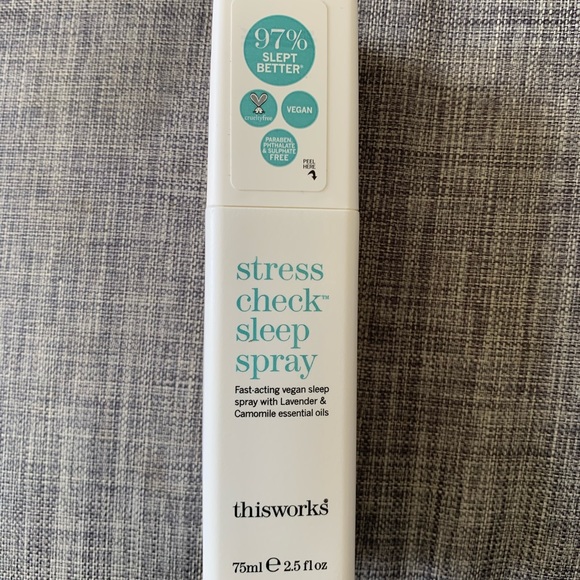 97%
SLEPT
BETTER*
crueltyfree
VEGAN
PARABEN,
PHTHALATE
& SULPHATE
FREE
PEEL
HERE
stress
check™
sleep
spray
Fast-acting vegan sleep
spray with Lavender &
Camomile essential oils
thisworks®
75ml ℮ 2.5 fl oz